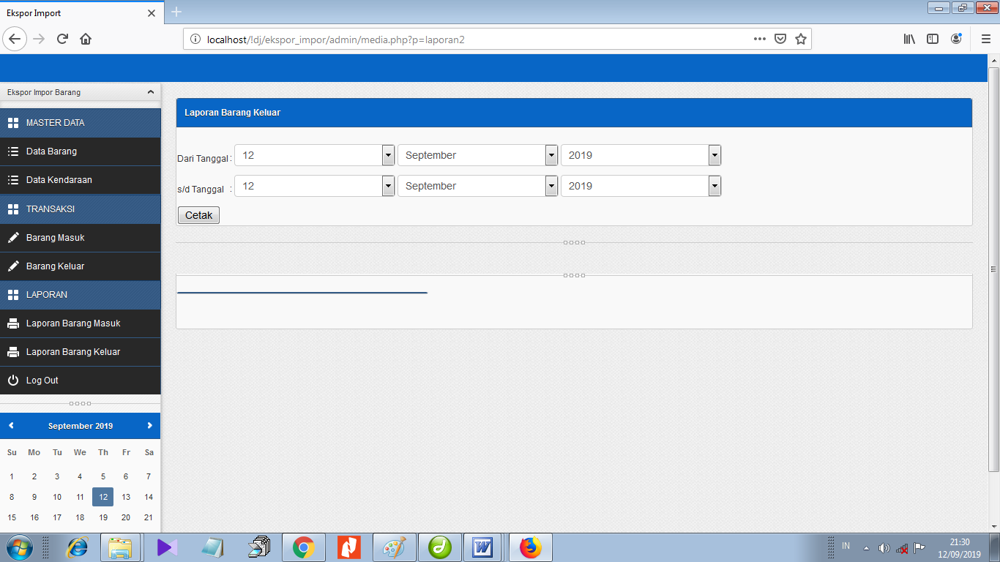 Ekspor Import
localhost/!dj/ekspor_impor/admin/media.php?p=laporan2
Ekspor Impor Barang
MASTER DATA
Data Barang
Data Kendaraan
TRANSAKSI
Barang Masuk
Barang Keluar
LAPORAN
Laporan Barang Masuk
Laporan Barang Keluar
Log Out
September 2019
Su Mo Tu We Th Fr Sa
1 2 3 4 5 6 7
8 9 10 11 12 13 14
15 16 17 18 19 20 21
Laporan Barang Keluar
Dari Tanggal : 12 September 2019
s/d Tanggal : 12 September 2019
Cetak
IN
21:30
12/09/2019